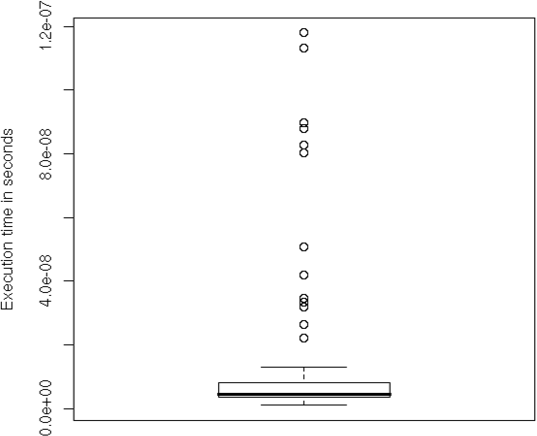 Execution time in seconds
1.2e-07
8.0e-08
4.0e-08
0.0e+00